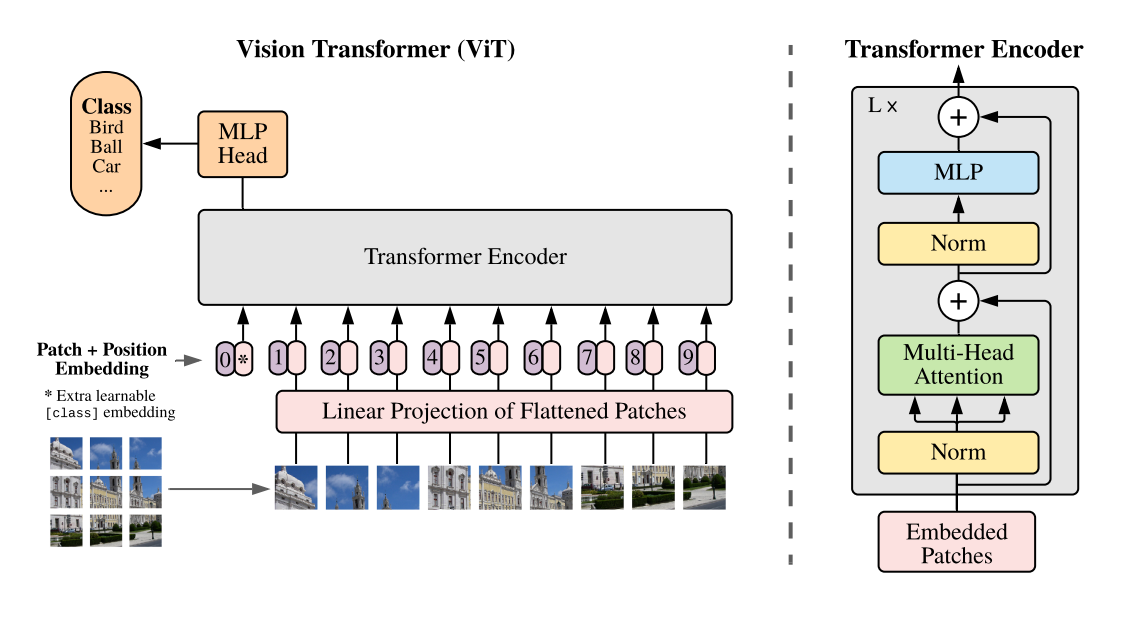 Vision Transformer (ViT)
Class
Bird
Ball
Car
...
MLP
Head
Transformer Encoder
Patch + Position
Embedding
0 * 1 2 3 4 5 6 7 8 9
* Extra learnable
[class] embedding
Linear Projection of Flattened Patches
Transformer Encoder
L ×
+
MLP
Norm
+
Multi-Head
Attention
Norm
Embedded
Patches